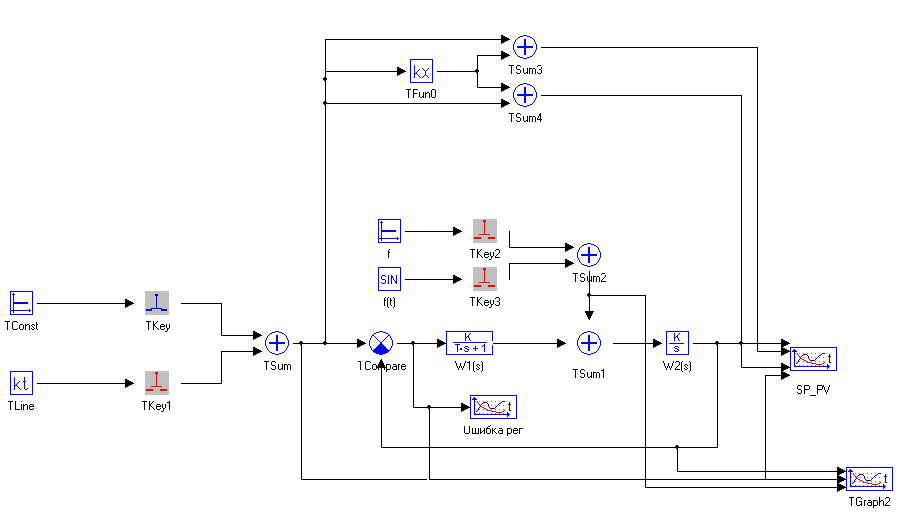 TSum3
kx
TFun0
TSum4
f
TKey2
SIN
f(t)
TKey3
TSum2
TConst
TKey
TSum
TCompare
K
T·s+1
W1(s)
TSum1
K
s
W2(s)
t
SP_PV
kt
TLine
TKey1
t
Uшибка рег
t
TGraph2